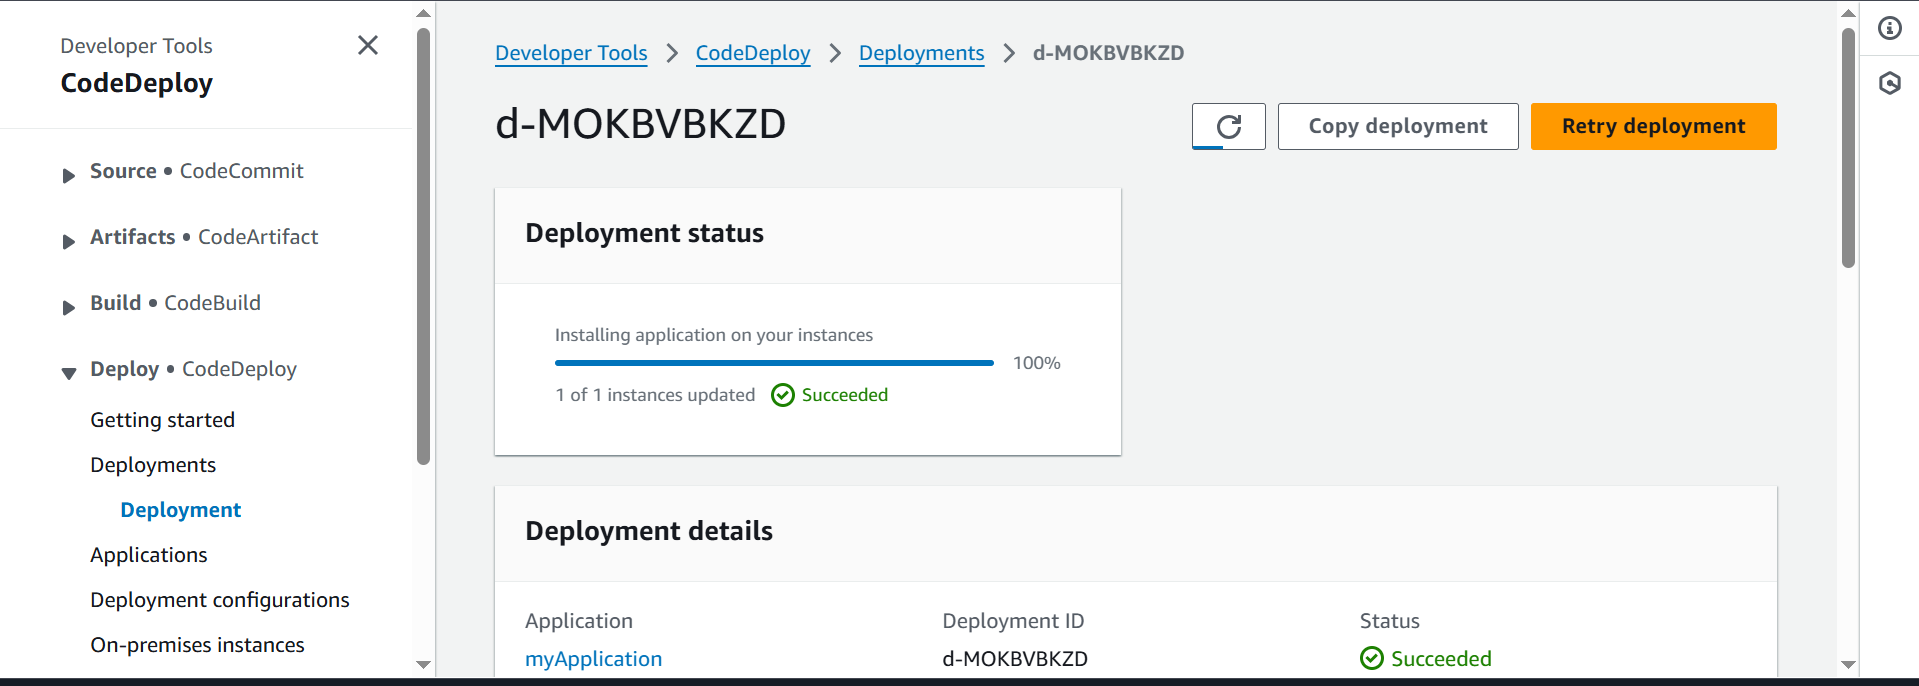 Developer Tools
CodeDeploy
Source • CodeCommit
Artifacts • CodeArtifact
Build • CodeBuild
Deploy • CodeDeploy
Getting started
Deployments
Deployment
Applications
Deployment configurations
On-premises instances
Developer Tools > CodeDeploy > Deployments > d-MOKBVBKZD
d-MOKBVBKZD
Copy deployment
Retry deployment
Deployment status
Installing application on your instances
100%
1 of 1 instances updated Succeeded
Deployment details
Application Deployment ID Status
myApplication d-MOKBVBKZD Succeeded